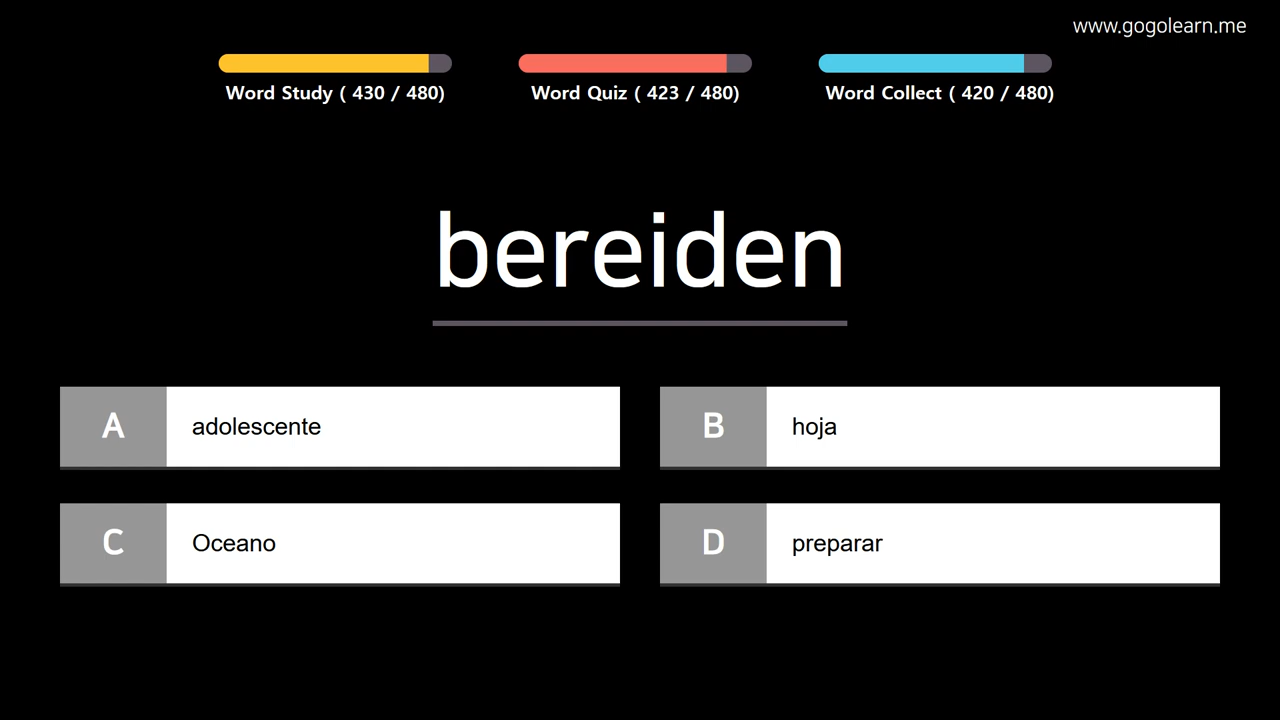 www.gogolearn.me
Word Study ( 430 / 480)
Word Quiz ( 423 / 480)
Word Collect ( 420 / 480)
bereiden
A
adolescente
B
hoja
C
Oceano
D
preparar